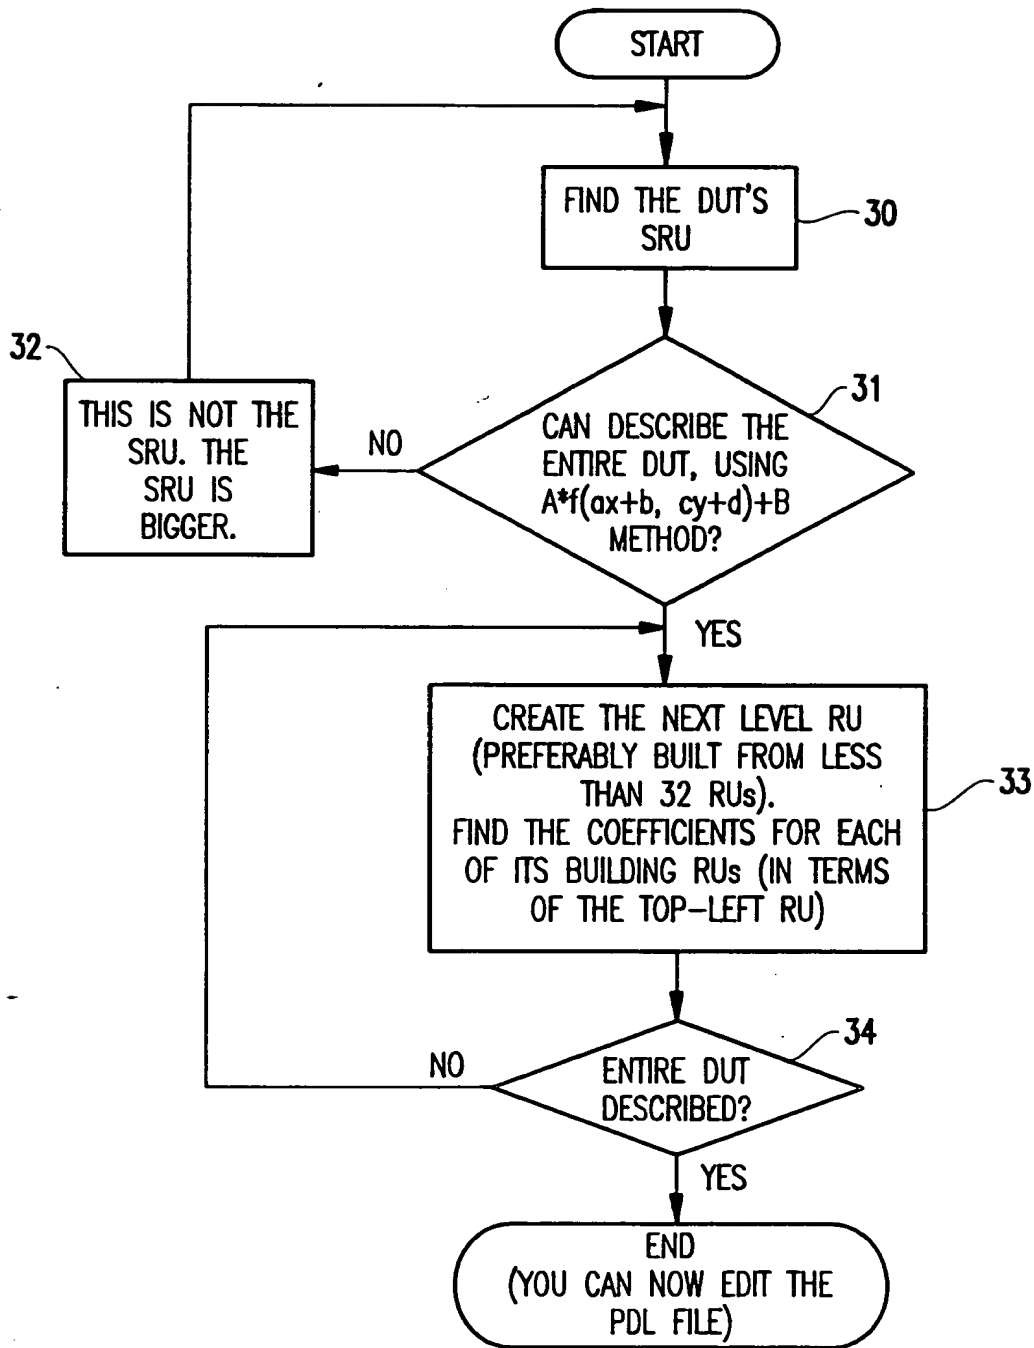 START
FIND THE DUT'S
SRU
30
32
THIS IS NOT THE
SRU. THE
SRU IS
BIGGER.
NO
31
CAN DESCRIBE THE
ENTIRE DUT, USING
A*f(ax+b, cy+d)+B
METHOD?
YES
CREATE THE NEXT LEVEL RU
(PREFERABLY BUILT FROM LESS
THAN 32 RUs).
FIND THE COEFFICIENTS FOR EACH
OF ITS BUILDING RUs (IN TERMS
OF THE TOP-LEFT RU)
33
34
NO
ENTIRE DUT
DESCRIBED?
YES
END
(YOU CAN NOW EDIT THE
PDL FILE)